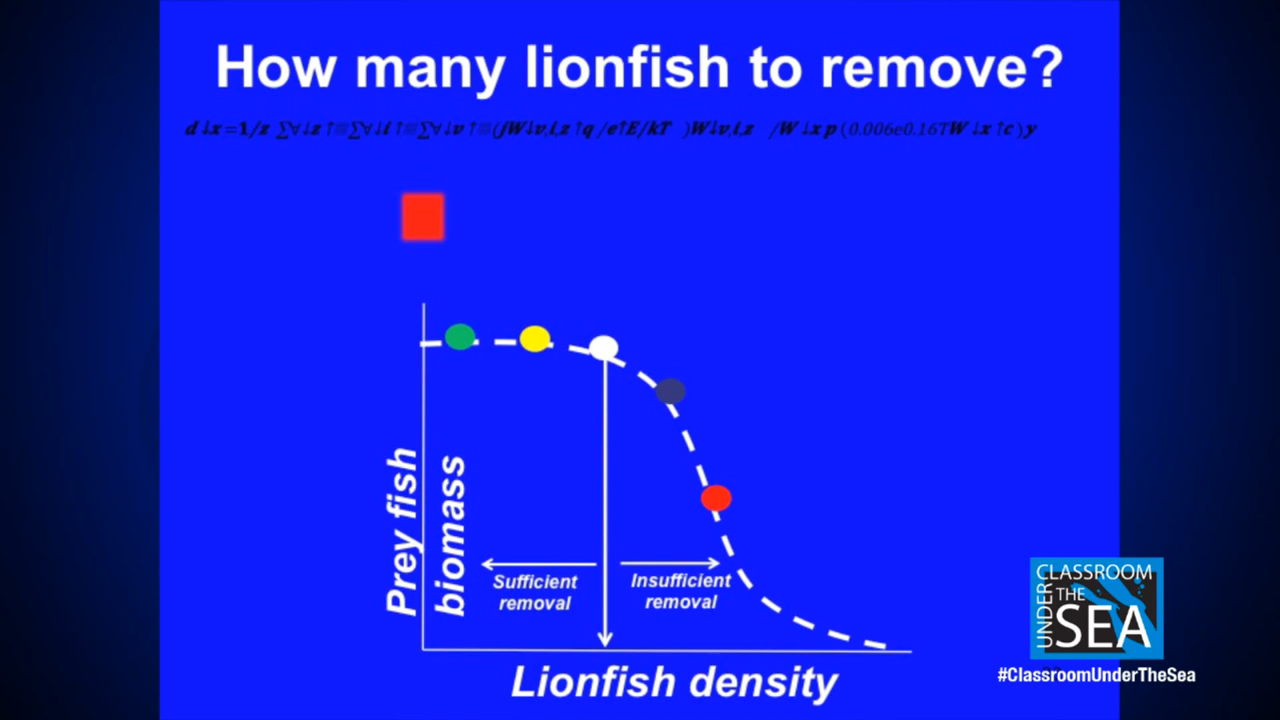 How many lionfish to remove?
Prey fish
biomass
Sufficient
removal
Insufficient
removal
Lionfish density
CLASSROOM
UNDER
THE
SEA
#ClassroomUnderTheSea